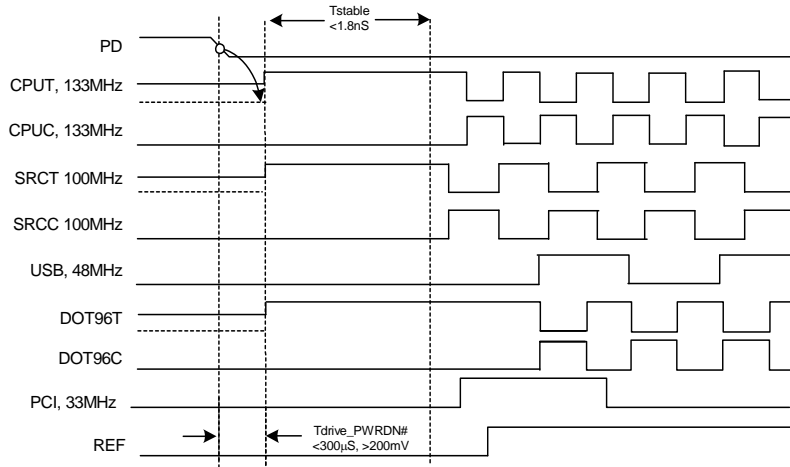 Tstable
<1.8nS
PD
CPUT, 133MHz
CPUC, 133MHz
SRCT 100MHz
SRCC 100MHz
USB, 48MHz
DOT96T
DOT96C
PCI, 33MHz
Tdrive_PWRDN#
<300µS, >200mV
REF